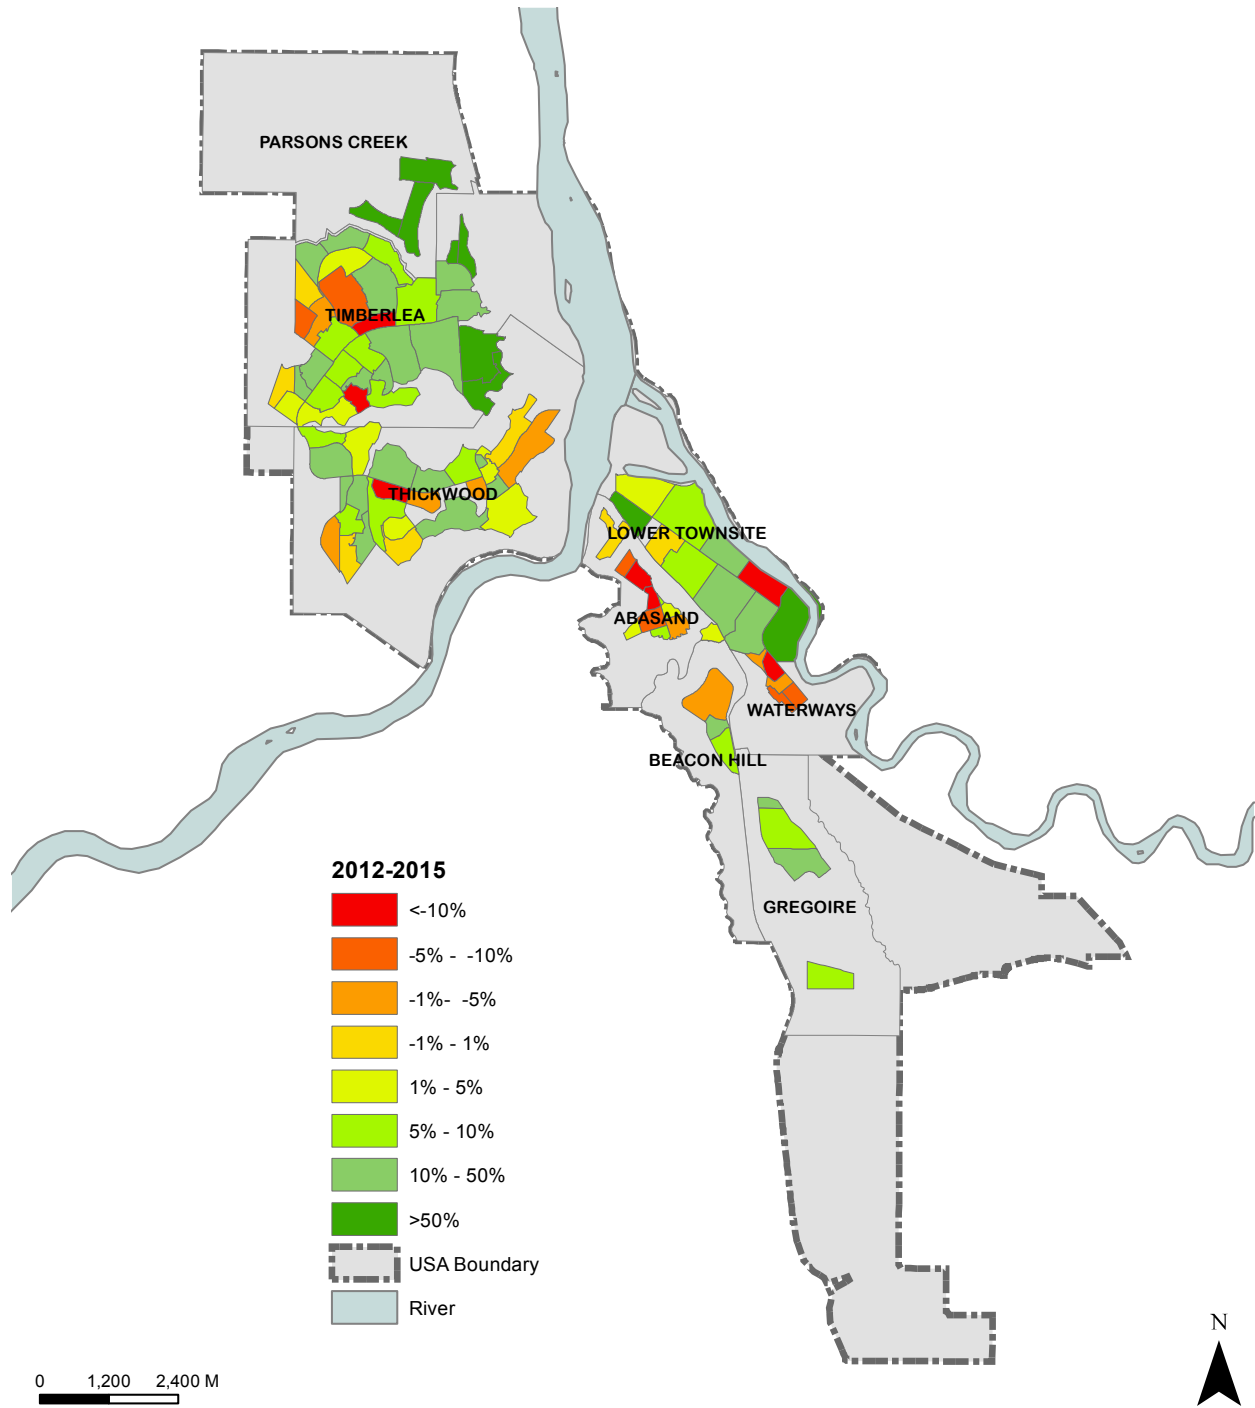 PARSONS CREEK
TIMBERLEA
THICKWOOD
LOWER TOWNSITE
ABASAND
WATERWAYS
BEACON HILL
GREGOIRE
2012-2015
<-10%
-5% - -10%
-1%- -5%
-1% - 1%
1% - 5%
5% - 10%
10% - 50%
>50%
USA Boundary
River
N
0 1,200 2,400 M